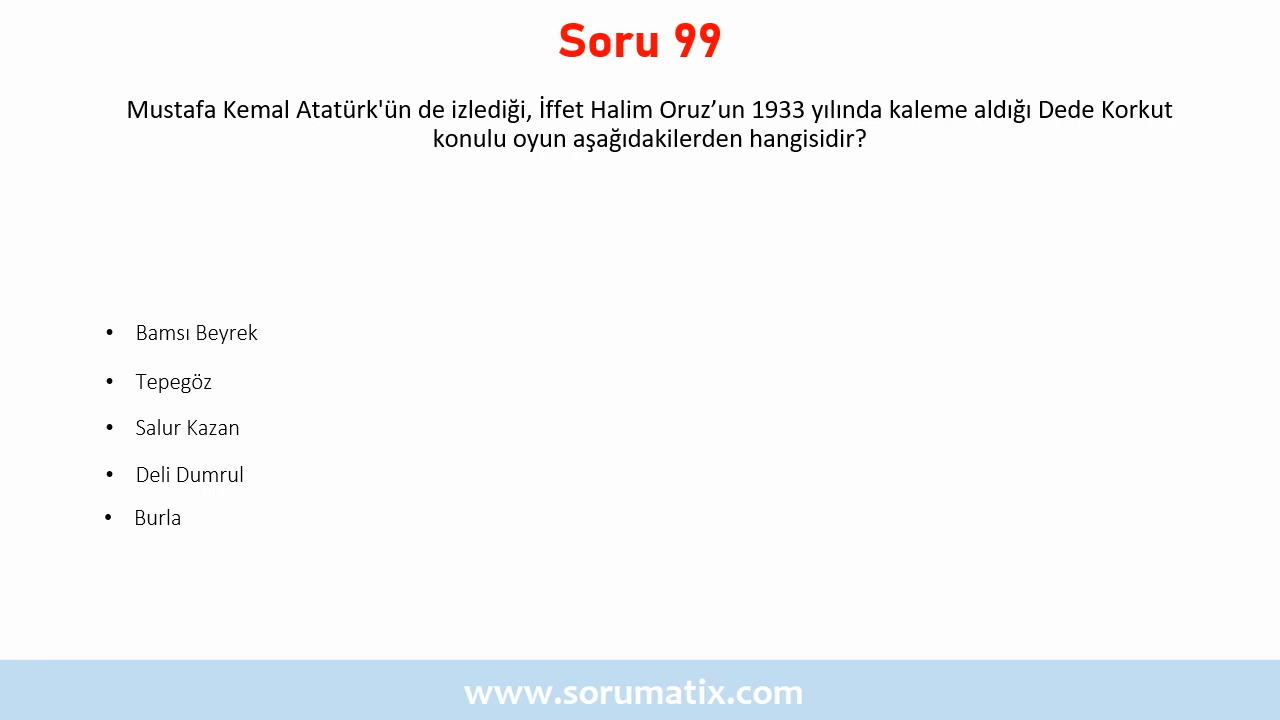 Soru 99
Mustafa Kemal Atatürk'ün de izlediği, İffet Halim Oruz’un 1933 yılında kaleme aldığı Dede Korkut
konulu oyun aşağıdakilerden hangisidir?
• Bamsı Beyrek
• Tepegöz
• Salur Kazan
• Deli Dumrul
• Burla
www.sorumatix.com